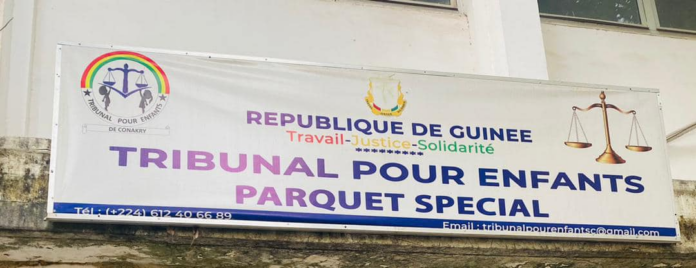 TRIBUNAL POUR ENFANTS
DE CONAKRY
REPUBLIQUE DE GUINEE
Travail-Justice-Solidarité
*********
TRIBUNAL POUR ENFANTS
PARQUET SPECIAL
Tél : (+224) 612 40 66 89
Email : tribunalpourenfantsc@gmail.com